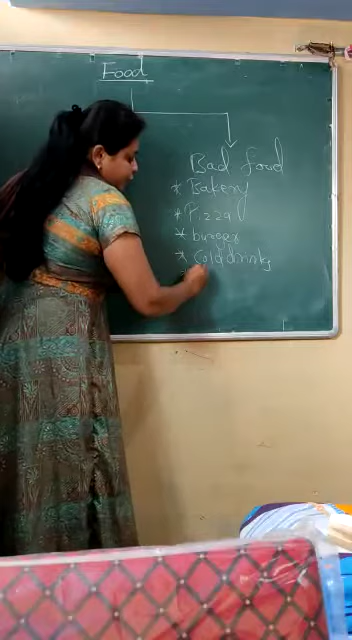 Food
Bad food
* Bakery
* Pizza
* burger
* Cold drinks